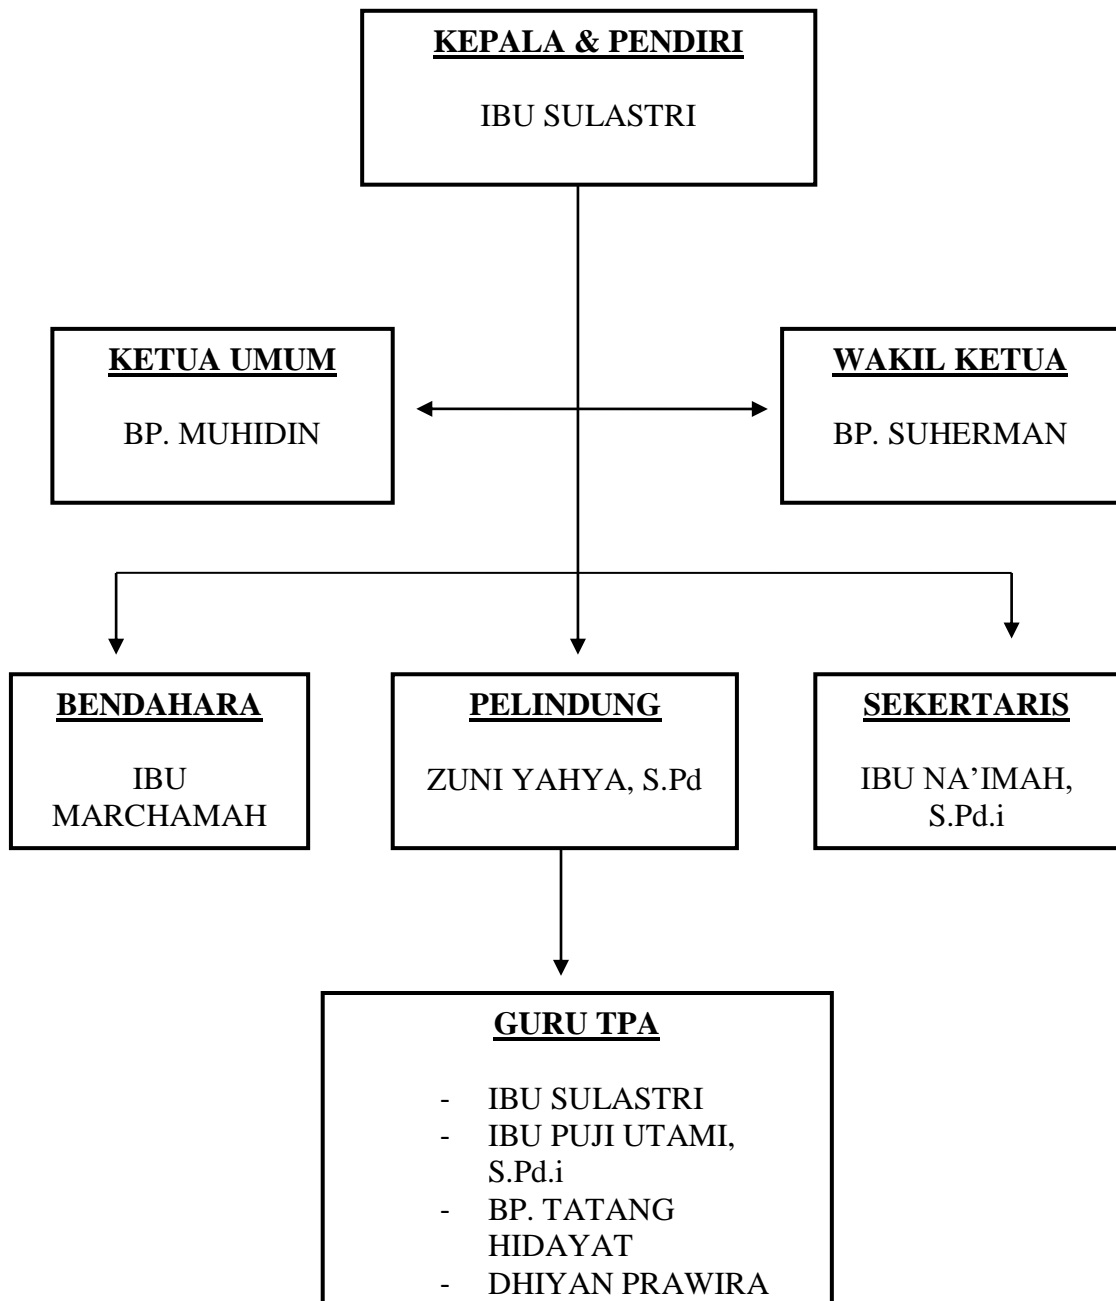 KEPALA & PENDIRI
IBU SULASTRI
KETUA UMUM
BP. MUHIDIN
WAKIL KETUA
BP. SUHERMAN
BENDAHARA
IBU
MARCHAMAH
PELINDUNG
ZUNI YAHYA, S.Pd
SEKERTARIS
IBU NA’IMAH,
S.Pd.i
GURU TPA
- IBU SULASTRI
- IBU PUJI UTAMI,
S.Pd.i
- BP. TATANG
HIDAYAT
- DHIYAN PRAWIRA